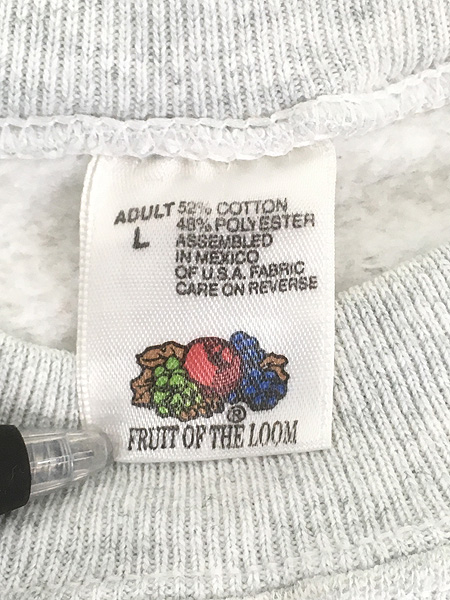 ADULT
L
52% COTTON
48% POLYESTER
ASSEMBLED
IN MEXICO
OF U.S.A. FABRIC
CARE ON REVERSE
®
FRUIT OF THE LOOM